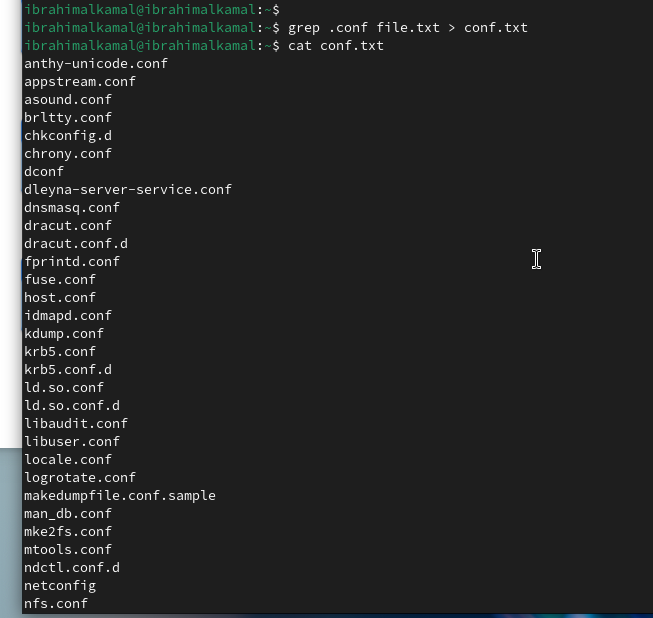 ibrahimalkamal@ibrahimalkamal:~$
ibrahimalkamal@ibrahimalkamal:~$ grep .conf file.txt > conf.txt
ibrahimalkamal@ibrahimalkamal:~$ cat conf.txt
anthy-unicode.conf
appstream.conf
asound.conf
brltty.conf
chkconfig.d
chrony.conf
dconf
dleyna-server-service.conf
dnsmasq.conf
dracut.conf
dracut.conf.d
fprintd.conf
fuse.conf
host.conf
idmapd.conf
kdump.conf
krb5.conf
krb5.conf.d
ld.so.conf
ld.so.conf.d
libaudit.conf
libuser.conf
locale.conf
logrotate.conf
makedumpfile.conf.sample
man_db.conf
mke2fs.conf
mtools.conf
ndctl.conf.d
netconfig
nfs.conf